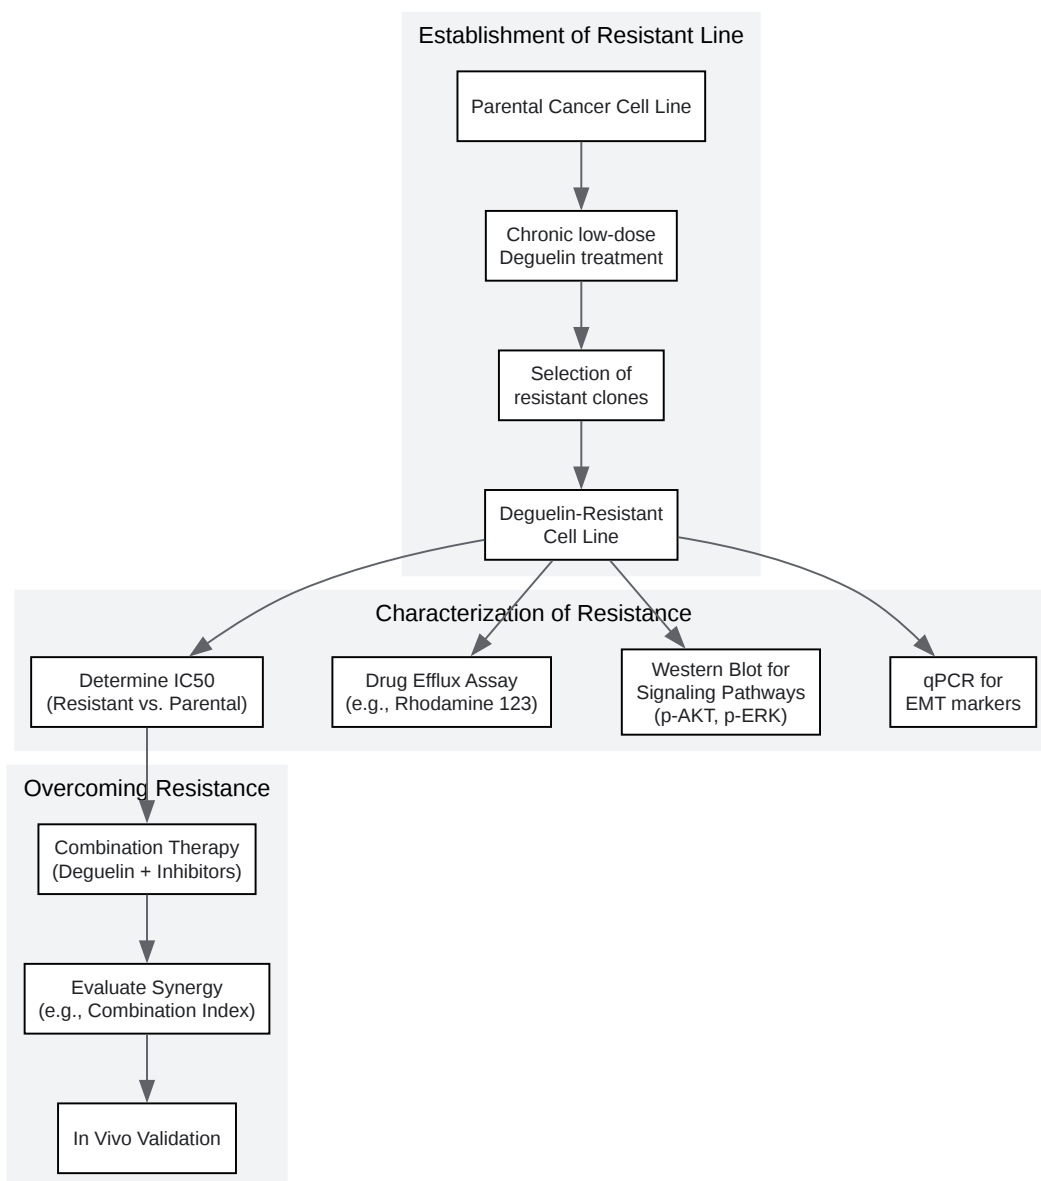 Establishment of Resistant Line
Parental Cancer Cell Line
Chronic low-dose
Deguelin treatment
Selection of
resistant clones
Deguelin-Resistant
Cell Line
Characterization of Resistance
Determine IC50
(Resistant vs. Parental)
Drug Efflux Assay
(e.g., Rhodamine 123)
Western Blot for
Signaling Pathways
(p-AKT, p-ERK)
qPCR for
EMT markers
Overcoming Resistance
Combination Therapy
(Deguelin + Inhibitors)
Evaluate Synergy
(e.g., Combination Index)
In Vivo Validation